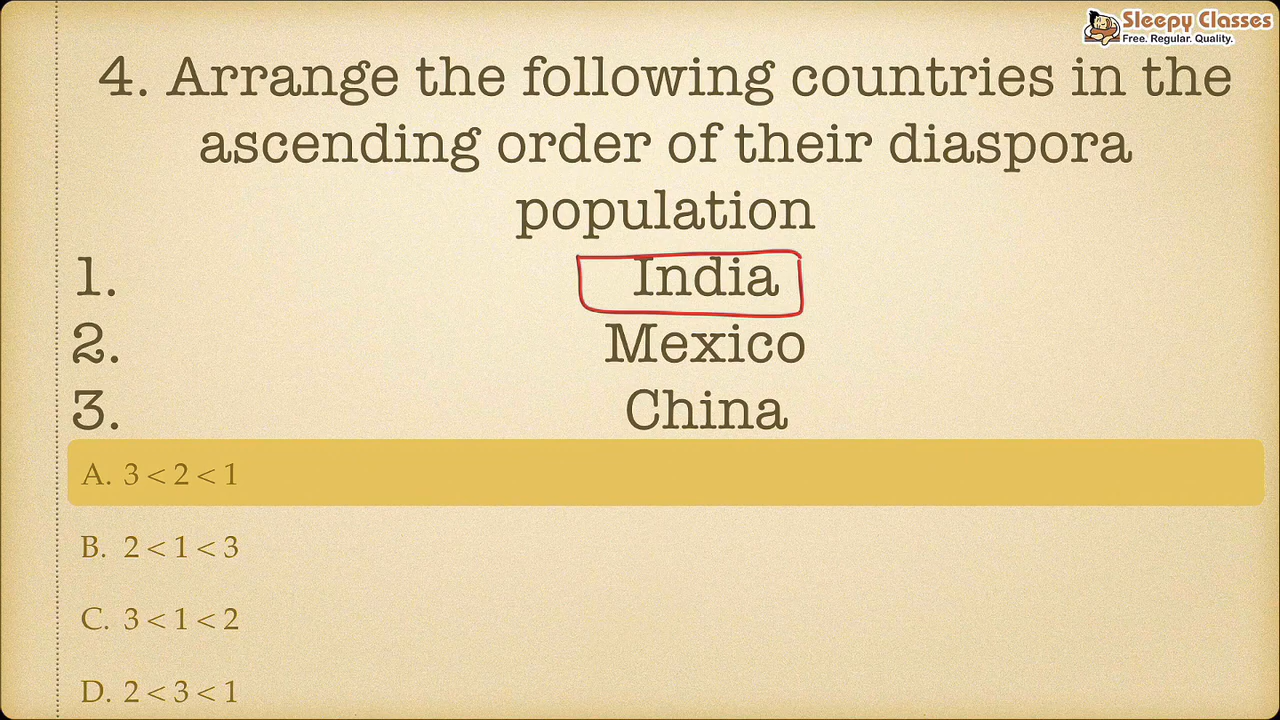 Sleepy Classes
Free. Regular. Quality.
4. Arrange the following countries in the
ascending order of their diaspora
population
1. India
2. Mexico
3. China
A. 3 < 2 < 1
B. 2 < 1 < 3
C. 3 < 1 < 2
D. 2 < 3 < 1